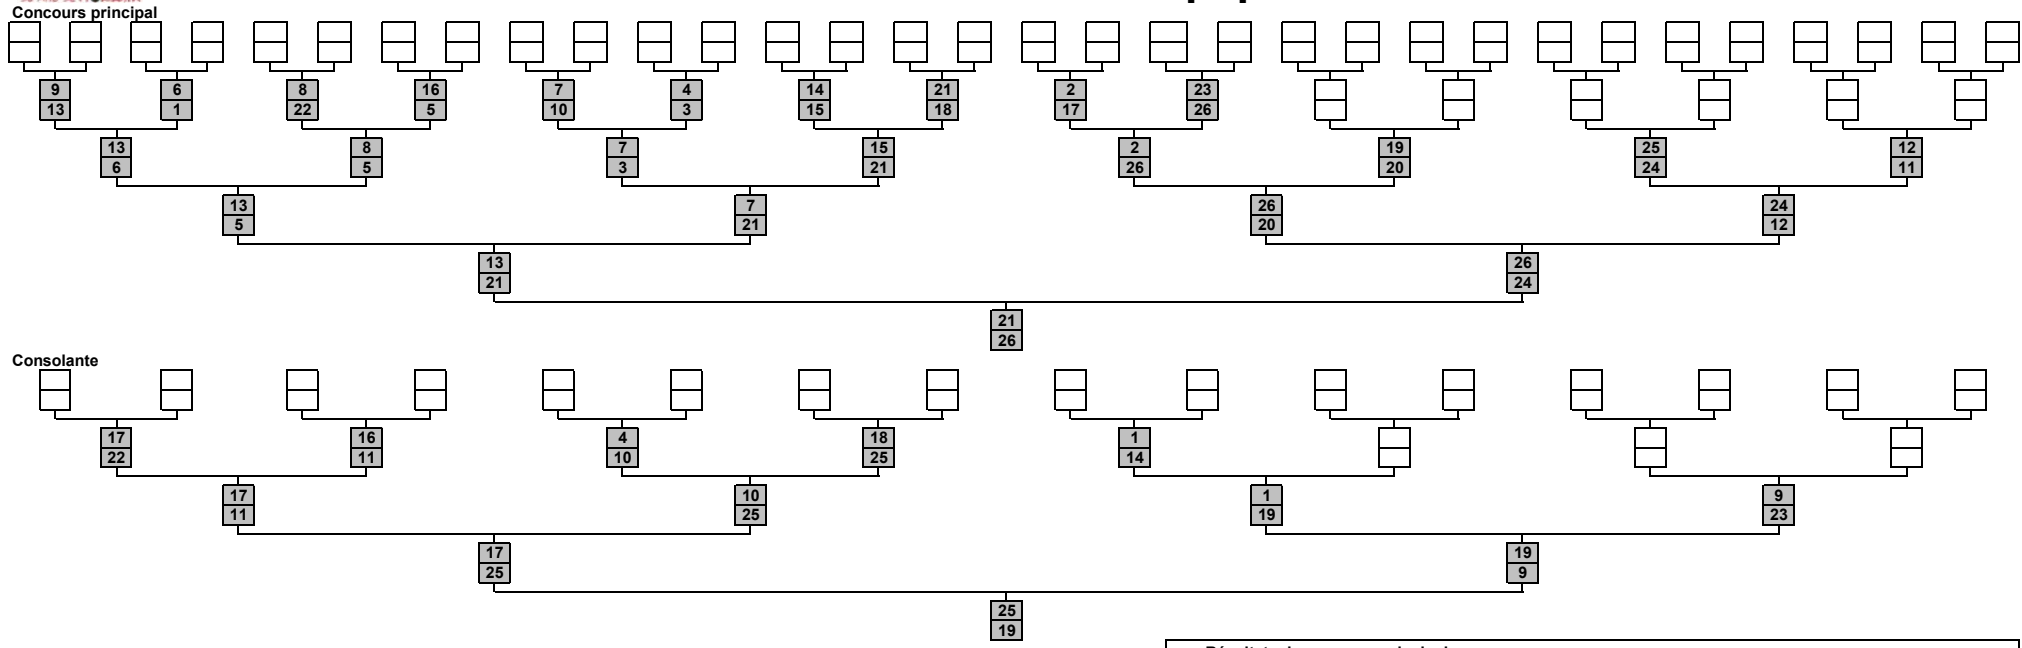 Concours principal
9 6 8 16 7 4 14 21 2 23
13 1 22 5 10 3 15 18 17 26
13 8 7 15 2 19 25 12
6 5 3 21 26 20 24 11
13 7 26 24
5 21 20 12
13 26
21 24
21
26
Consolante
17 16 4 18 1
22 11 10 25 14
17 10 1 9
11 25 19 23
17 19
25 9
25
19